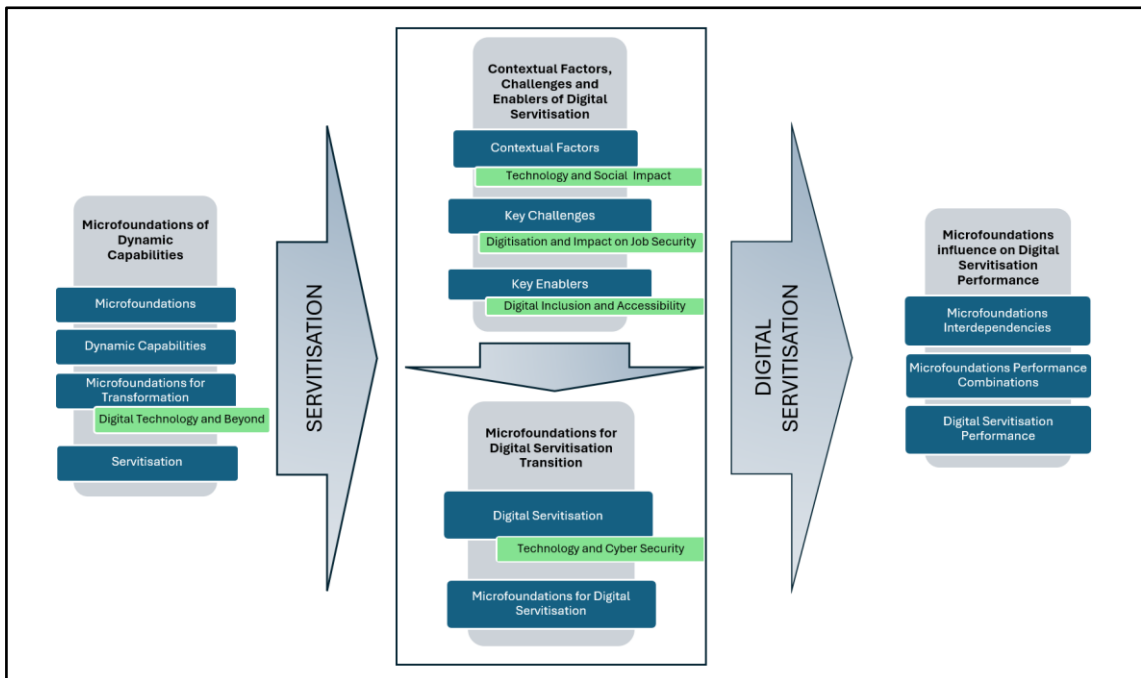 Microfoundations of
Dynamic
Capabilities
Microfoundations
Dynamic Capabilities
Microfoundations for
Transformation
Digital Technology and Beyond
Servitisation
SERVITISATION
Contextual Factors,
Challenges and
Enablers of Digital
Servitisation
Contextual Factors
Technology and Social Impact
Key Challenges
Digitisation and Impact on Job Security
Key Enablers
Digital Inclusion and Accessibility
Microfoundations for
Digital Servitisation
Transition
Digital Servitisation
Technology and Cyber Security
Microfoundations for Digital
Servitisation
DIGITAL
SERVITISATION
Microfoundations
influence on Digital
Servitisation
Performance
Microfoundations
Interdependencies
Microfoundations Performance
Combinations
Digital Servitisation
Performance